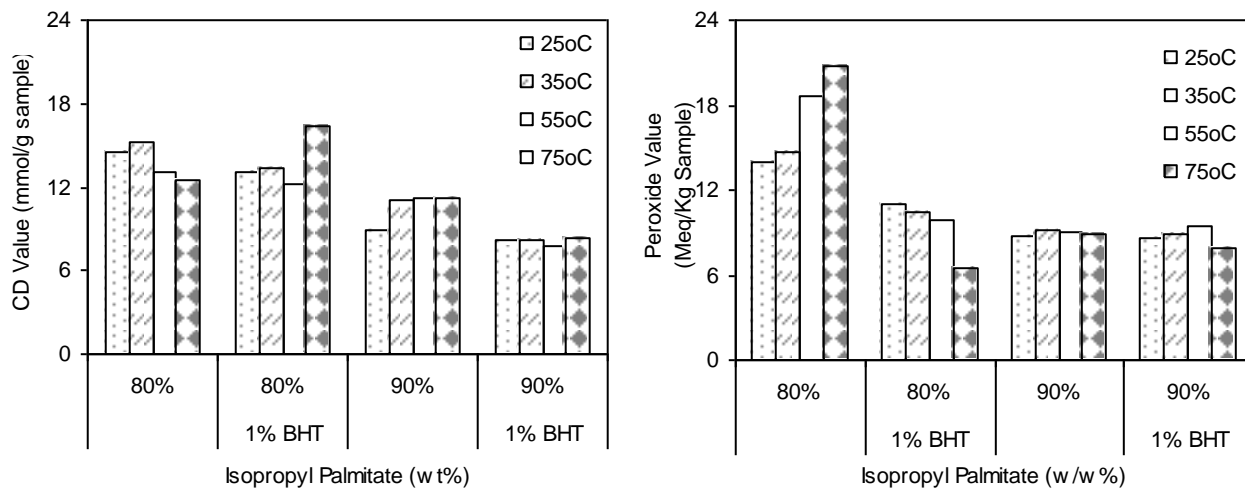 24
18
12
6
0
CD Value (mmol/g sample)
25oC
35oC
55oC
75oC
80%
80%
90%
90%
1% BHT
1% BHT
Isopropyl Palmitate (wt%)
24
18
12
6
0
Peroxide Value
(Meq/Kg Sample)
25oC
35oC
55oC
75oC
80%
80%
90%
90%
1% BHT
1% BHT
Isopropyl Palmitate (w/w%)